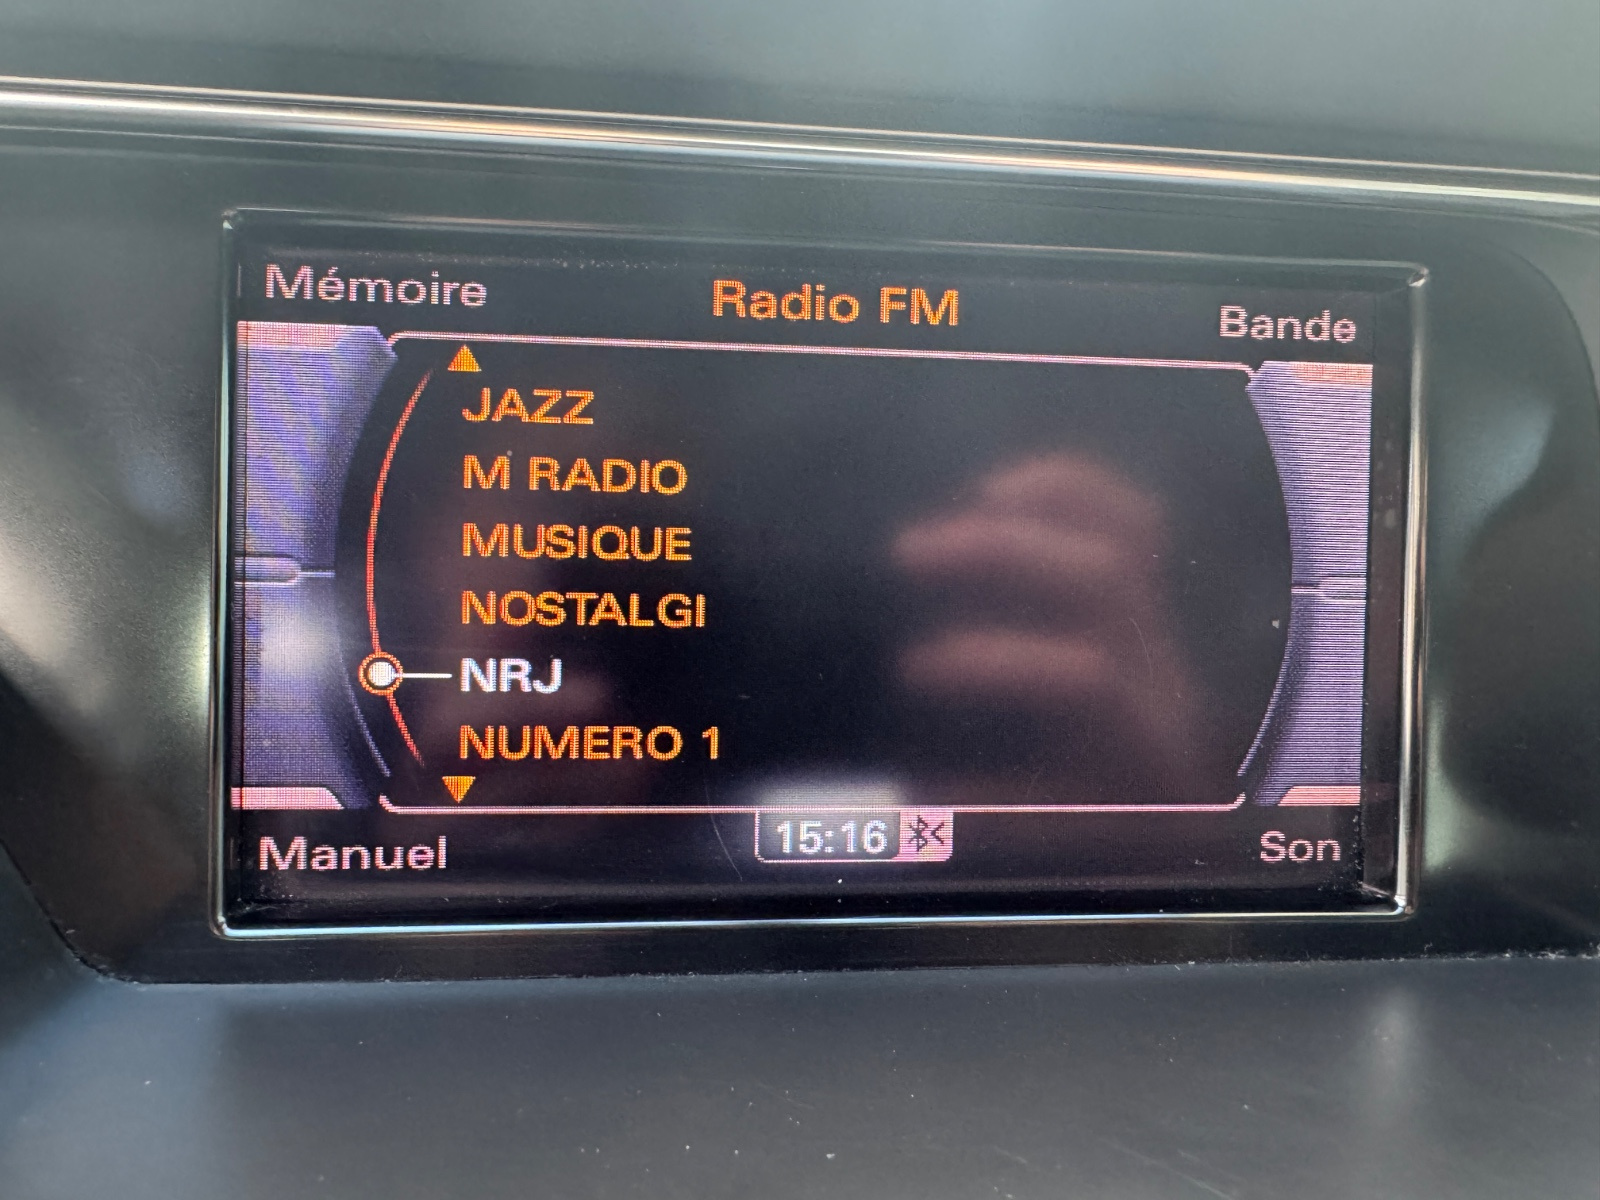 Mémoire
Radio FM
Bande
JAZZ
M RADIO
MUSIQUE
NOSTALGI
NRJ
NUMERO 1
15:16
Manuel
Son